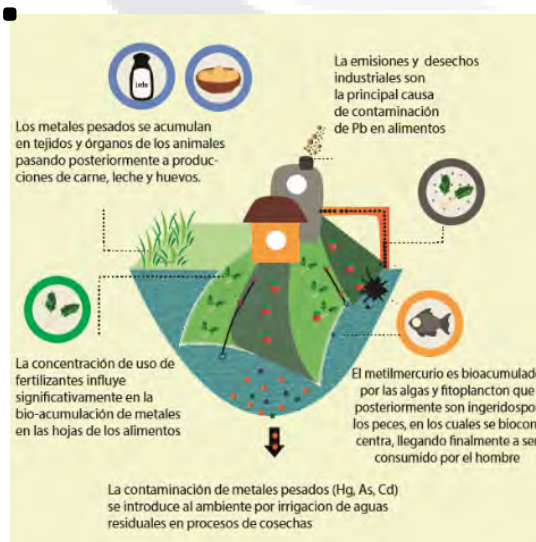 Leche
La emisiones y desechos
industriales son
la principal causa
de contaminación
de Pb en alimentos
Los metales pesados se acumulan
en tejidos y órganos de los animales
pasando posteriormente a produc-
ciones de carne, leche y huevos.
La concentración de uso de
fertilizantes influye
significativamente en la
bio-acumulación de metales
en las hojas de los alimentos
El metilmercurio es bioacumulado
por las algas y fitoplancton que
posteriormente son ingeridospo
los peces, en los cuales se biocon
centra, llegando finalmente a se
consumido por el hombre
La contaminación de metales pesados (Hg, As, Cd)
se introduce al ambiente por irrigacion de aguas
residuales en procesos de cosechas